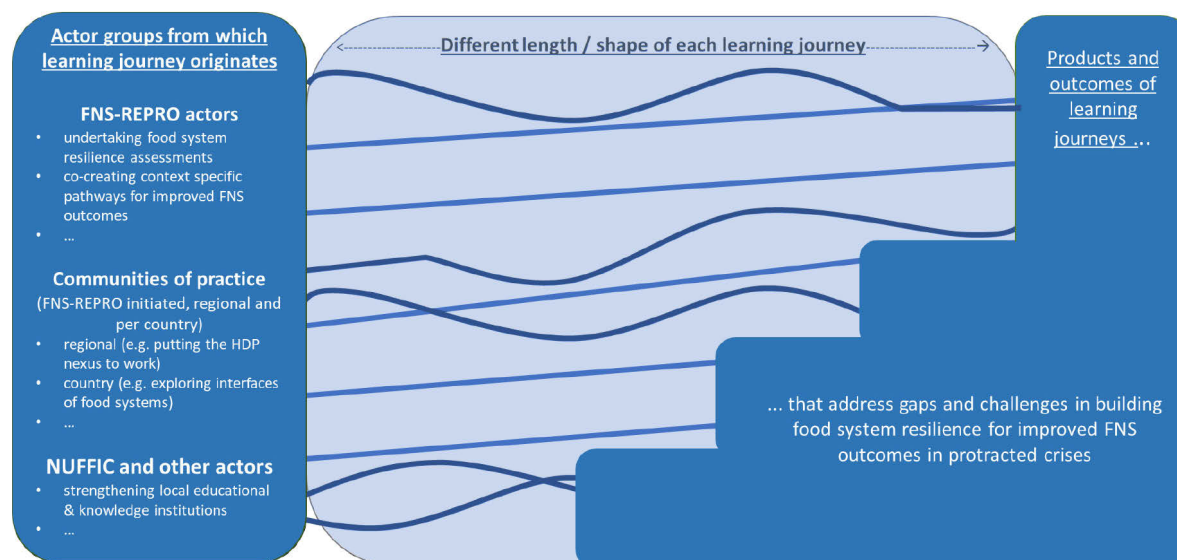 Actor groups from which
learning journey originates
FNS-REPRO actors
• undertaking food system
resilience assessments
• co-creating context specific
pathways for improved FNS
outcomes
• ...
Communities of practice
(FNS-REPRO initiated, regional and
per country)
• regional (e.g. putting the HDP
nexus to work)
• country (e.g. exploring interfaces
of food systems)
• ...
NUFFIC and other actors
• strengthening local educational
& knowledge institutions
• ...
Different length / shape of each learning journey
Products and
outcomes of
learning
journeys ...
... that address gaps and challenges in building
food system resilience for improved FNS
outcomes in protracted crises